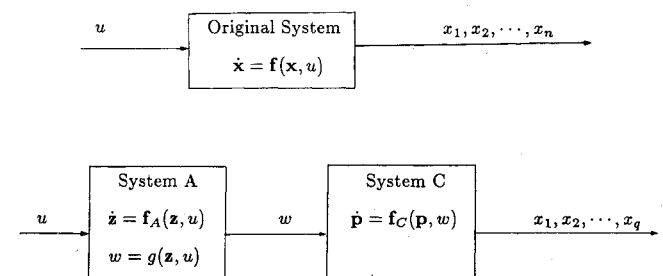 u
Original System
ẋ = f(x, u)
x₁, x₂, ⋯, xₙ
System A
System C
u
ż = f_A(z, u)
w
ṗ = f_C(p, w)
x₁, x₂, ⋯, x_q
w = g(z, u)